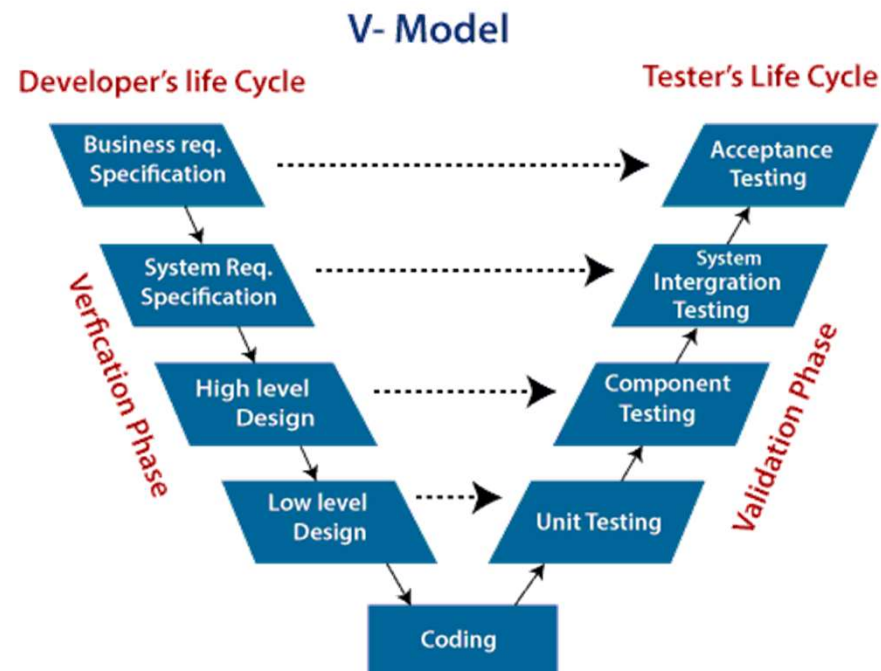 V- Model
Developer's life Cycle
Tester's Life Cycle
Business req.
Specification
Acceptance
Testing
System Req.
Specification
System
Intergration
Testing
High level
Design
Component
Testing
Low level
Design
Unit Testing
Coding
Verfication Phase
Validation Phase